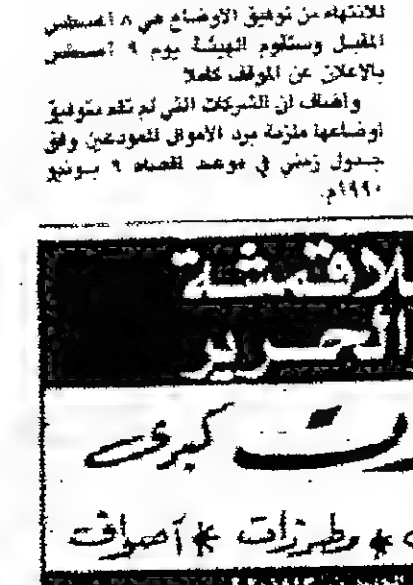 للانتهاء من توفيق الأوضاع هي ٨ أغسطس
المقبل وستقوم الهيئة يوم ٩ أغسطس
بالاعلان عن الموقف كاملا
وأضاف أن الشركات التي لم تقم بتوفيق
أوضاعها ملزمة برد الأموال للمودعين وفق
جدول زمني في موعد اقصاه ٩ يونيو
١٩٩٠م.
للاقمشة
الحرير
كبرى
مطرزات * أصواف